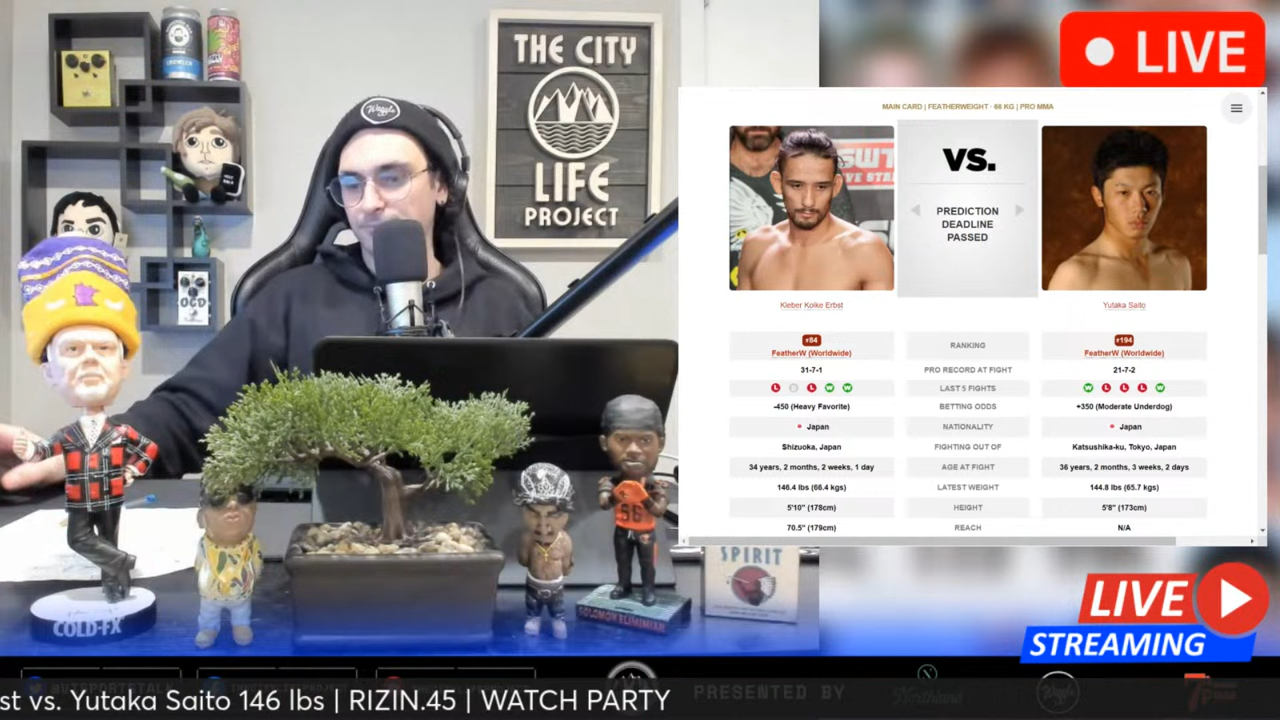 LIVE
THE CITY
LIFE
PROJECT
Waggle
OCD
COLD-FX
56
SOLOMON ELIMIMIAN
SPIRIT
MAIN CARD | FEATHERWEIGHT · 66 KG | PRO MMA
VS.
PREDICTION
DEADLINE
PASSED
Kleber Koike Erbst
Yutaka Saito
#84 RANKING #194
FeatherW (Worldwide) FeatherW (Worldwide)
31-7-1 PRO RECORD AT FIGHT 21-7-2
L D L W W LAST 5 FIGHTS W L L L W
-450 (Heavy Favorite) BETTING ODDS +350 (Moderate Underdog)
Japan NATIONALITY Japan
Shizuoka, Japan FIGHTING OUT OF Katsushika-ku, Tokyo, Japan
34 years, 2 months, 2 weeks, 1 day AGE AT FIGHT 36 years, 2 months, 3 weeks, 2 days
146.4 lbs (66.4 kgs) LATEST WEIGHT 144.8 lbs (65.7 kgs)
5'10" (178cm) HEIGHT 5'8" (173cm)
70.5" (179cm) REACH N/A
LIVE
STREAMING
PRESENTED BY
Northland
Waggle
st vs. Yutaka Saito 146 lbs | RIZIN.45 | WATCH PARTY